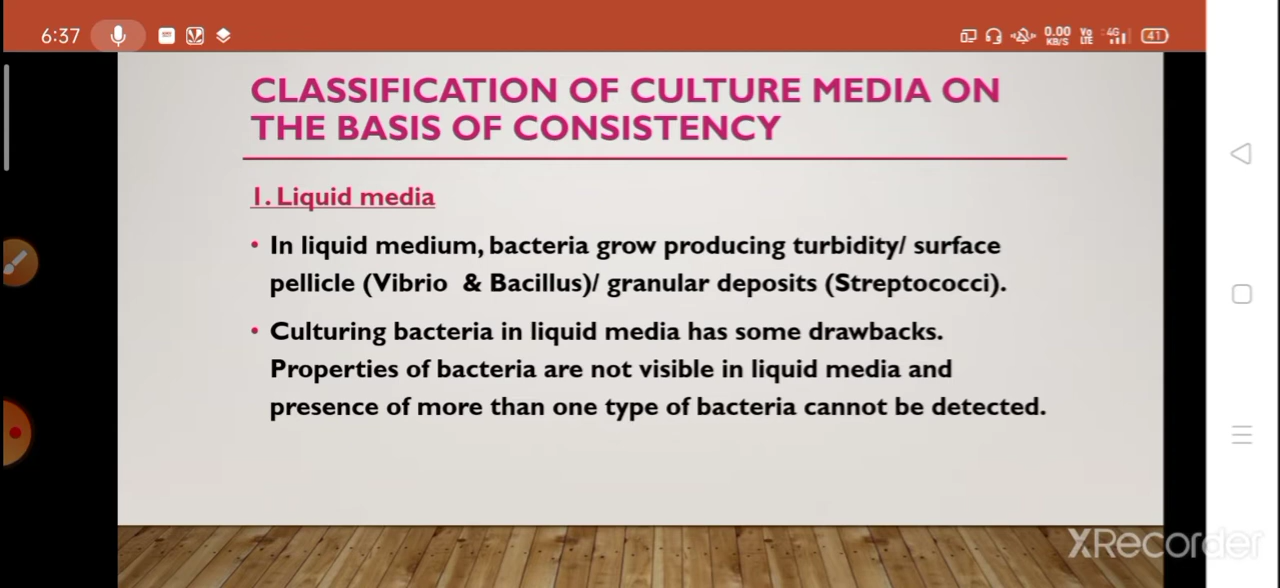 6:37
0.00
KB/S
Vo
LTE
4G
41
CLASSIFICATION OF CULTURE MEDIA ON
THE BASIS OF CONSISTENCY
1. Liquid media
• In liquid medium, bacteria grow producing turbidity/ surface
pellicle (Vibrio & Bacillus)/ granular deposits (Streptococci).
• Culturing bacteria in liquid media has some drawbacks.
Properties of bacteria are not visible in liquid media and
presence of more than one type of bacteria cannot be detected.
XRecorder